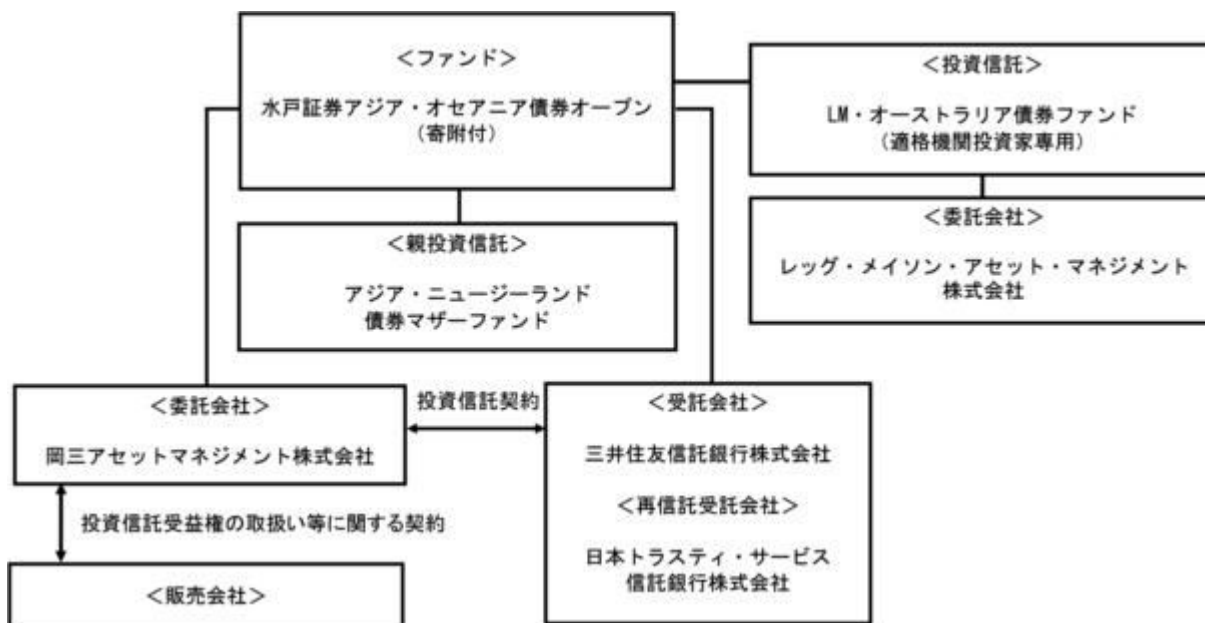 ＜ファンド＞
水戸証券アジア・オセアニア債券オープン
（寄附付）
＜投資信託＞
LM・オーストラリア債券ファンド
（適格機関投資家専用）
＜委託会社＞
レッグ・メイソン・アセット・マネジメント
株式会社
＜親投資信託＞
アジア・ニュージーランド
債券マザーファンド
＜委託会社＞
岡三アセットマネジメント株式会社
投資信託契約
＜受託会社＞
三井住友信託銀行株式会社
＜再信託受託会社＞
日本トラスティ・サービス
信託銀行株式会社
投資信託受益権の取扱い等に関する契約
＜販売会社＞